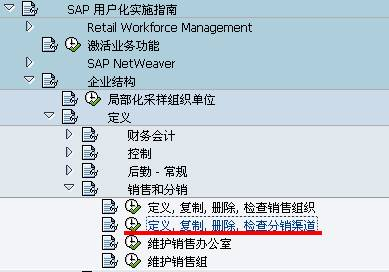 SAP 用户化实施指南
Retail Workforce Management
激活业务功能
SAP NetWeaver
企业结构
局部化采样组织单位
定义
财务会计
控制
后勤 - 常规
销售和分销
定义, 复制, 删除, 检查销售组织
定义, 复制, 删除, 检查分销渠道
维护销售办公室
维护销售组